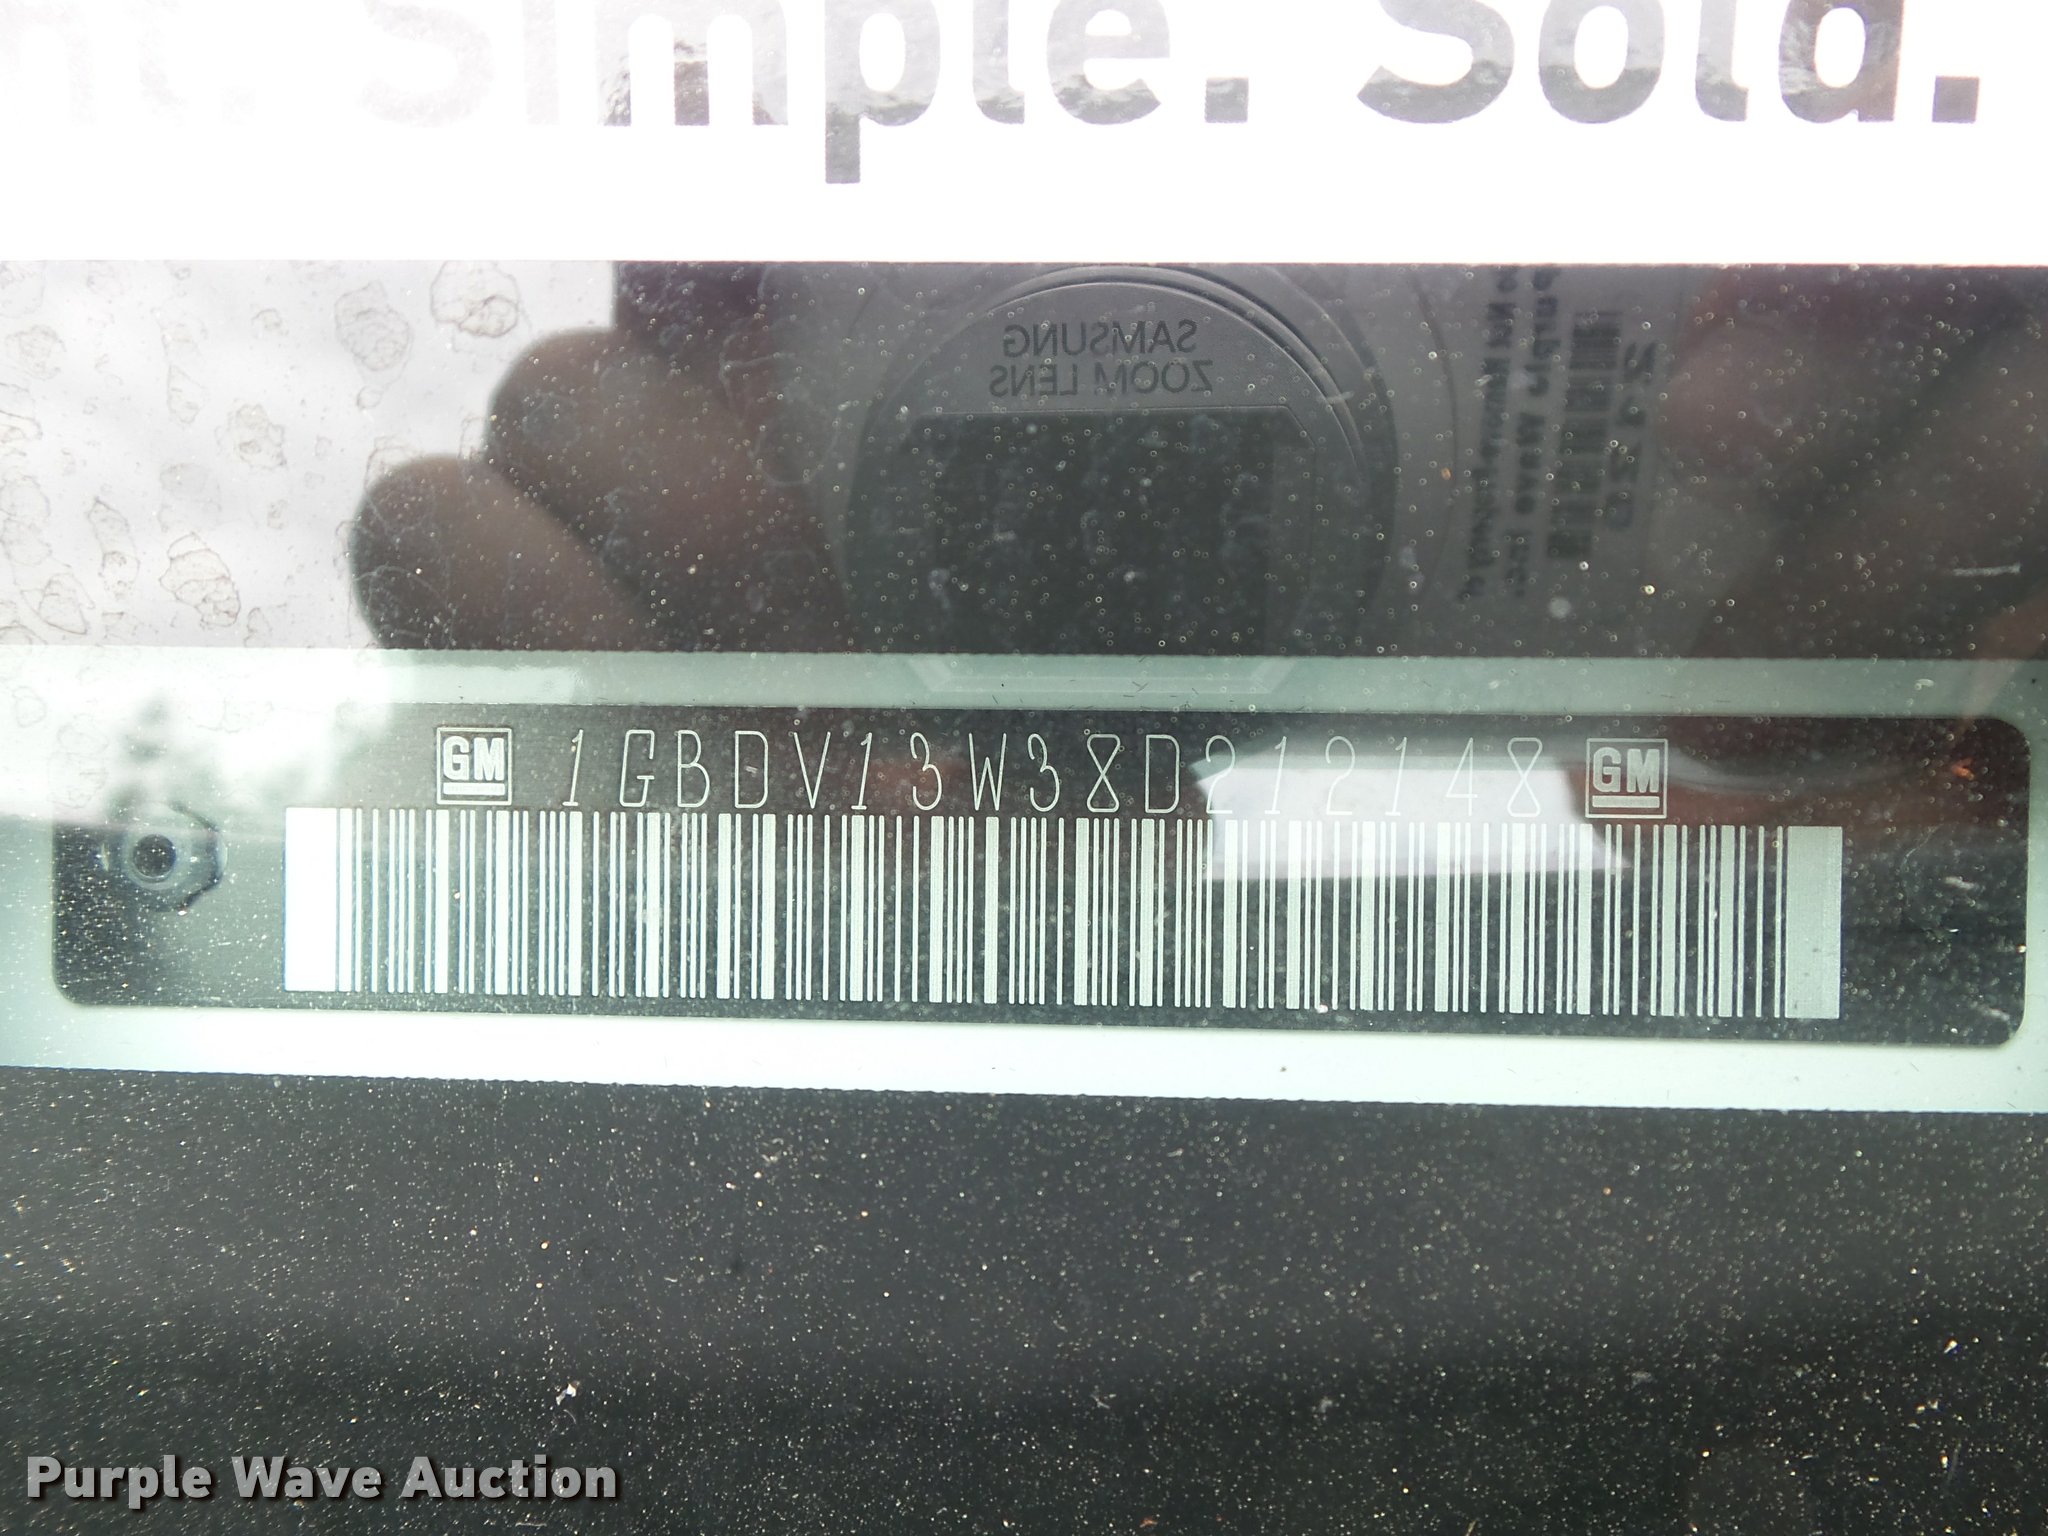 nt. Simple. Sold.
SAMSUNG
ZOOM LENS
GM 1GBDV13W38D212148 GM
Purple Wave Auction